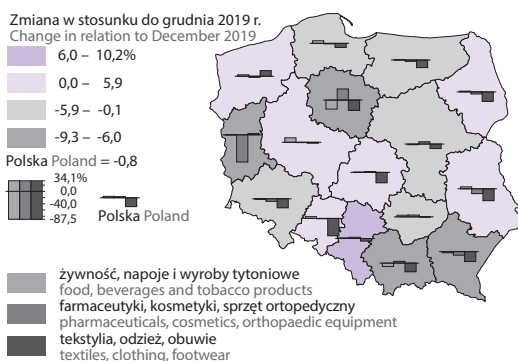 Zmiana w stosunku do grudnia 2019 r.
Change in relation to December 2019
6,0 – 10,2%
0,0 – 5,9
-5,9 – -0,1
-9,3 – -6,0
Polska Poland = -0,8
34,1%
0,0
-40,0
-87,5
Polska Poland
żywność, napoje i wyroby tytoniowe
food, beverages and tobacco products
farmaceutyki, kosmetyki, sprzęt ortopedyczny
pharmaceuticals, cosmetics, orthopaedic equipment
tekstylia, odzież, obuwie
textiles, clothing, footwear